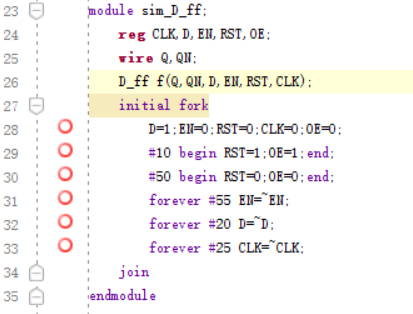 23 module sim_D_ff;
24 reg CLK,D,EN,RST,OE;
25 wire Q,QN;
26 D_ff f(Q,QN,D,EN,RST,CLK);
27 initial fork
28 D=1;EN=0;RST=0;CLK=0;OE=0;
29 #10 begin RST=1;OE=1;end;
30 #50 begin RST=0;OE=0;end;
31 forever #55 EN=~EN;
32 forever #20 D=~D;
33 forever #25 CLK=~CLK;
34 join
35 endmodule